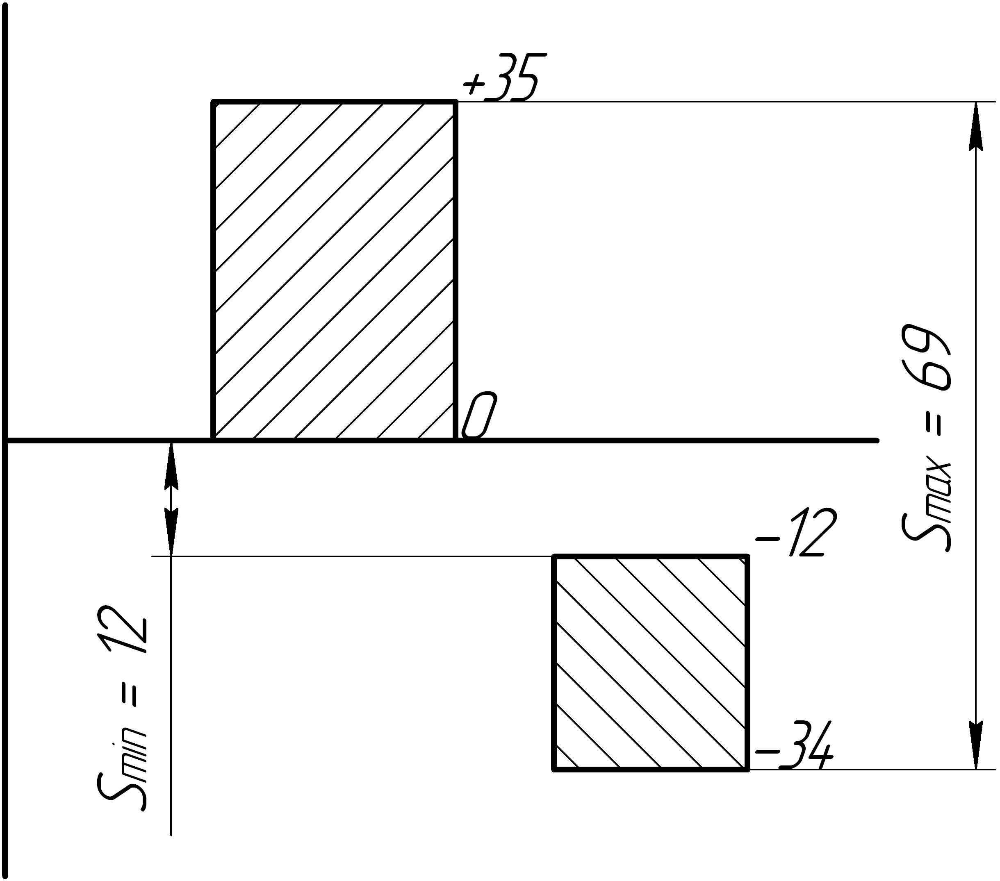 +35
0
Smax = 69
-12
Smin = 12
-34